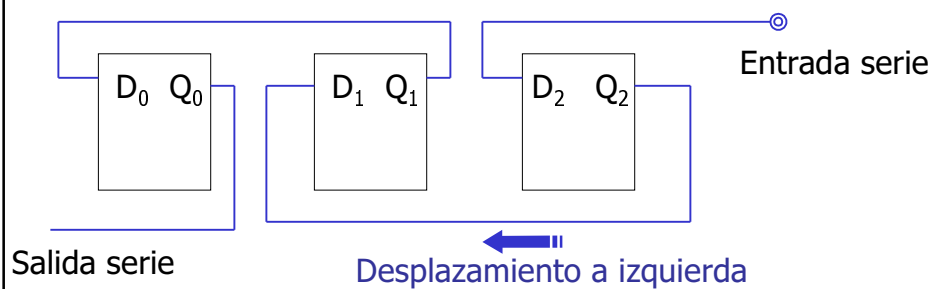 Entrada serie
D₀ Q₀
D₁ Q₁
D₂ Q₂
Salida serie
Desplazamiento a izquierda